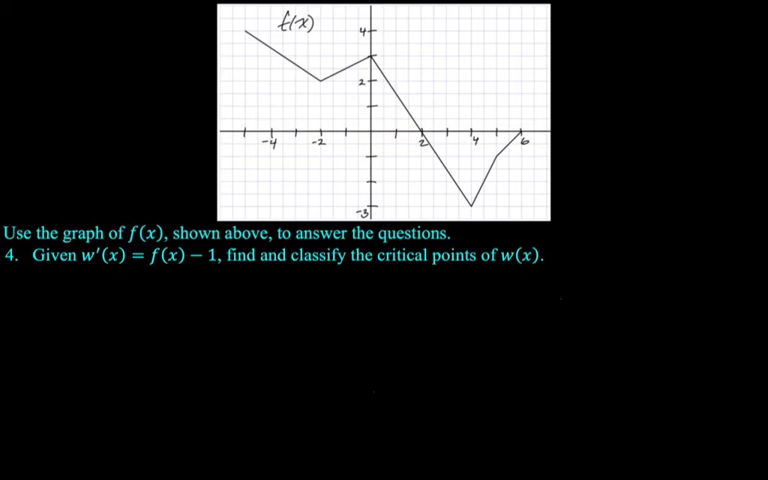 f(x)
4
2
-4 -2 2 4 6
-3
Use the graph of f(x), shown above, to answer the questions.
4. Given w'(x) = f(x) − 1, find and classify the critical points of w(x).